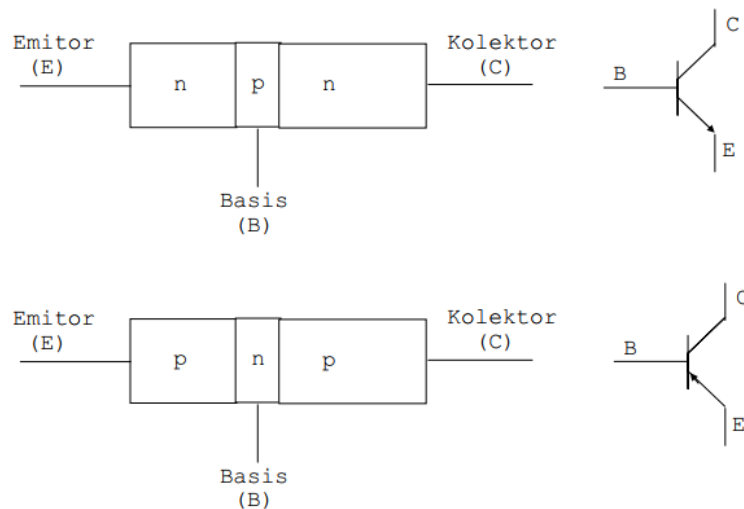 Emitor
(E)
n
p
n
Kolektor
(C)
Basis
(B)
C
B
E
Emitor
(E)
p
n
p
Kolektor
(C)
Basis
(B)
C
B
E